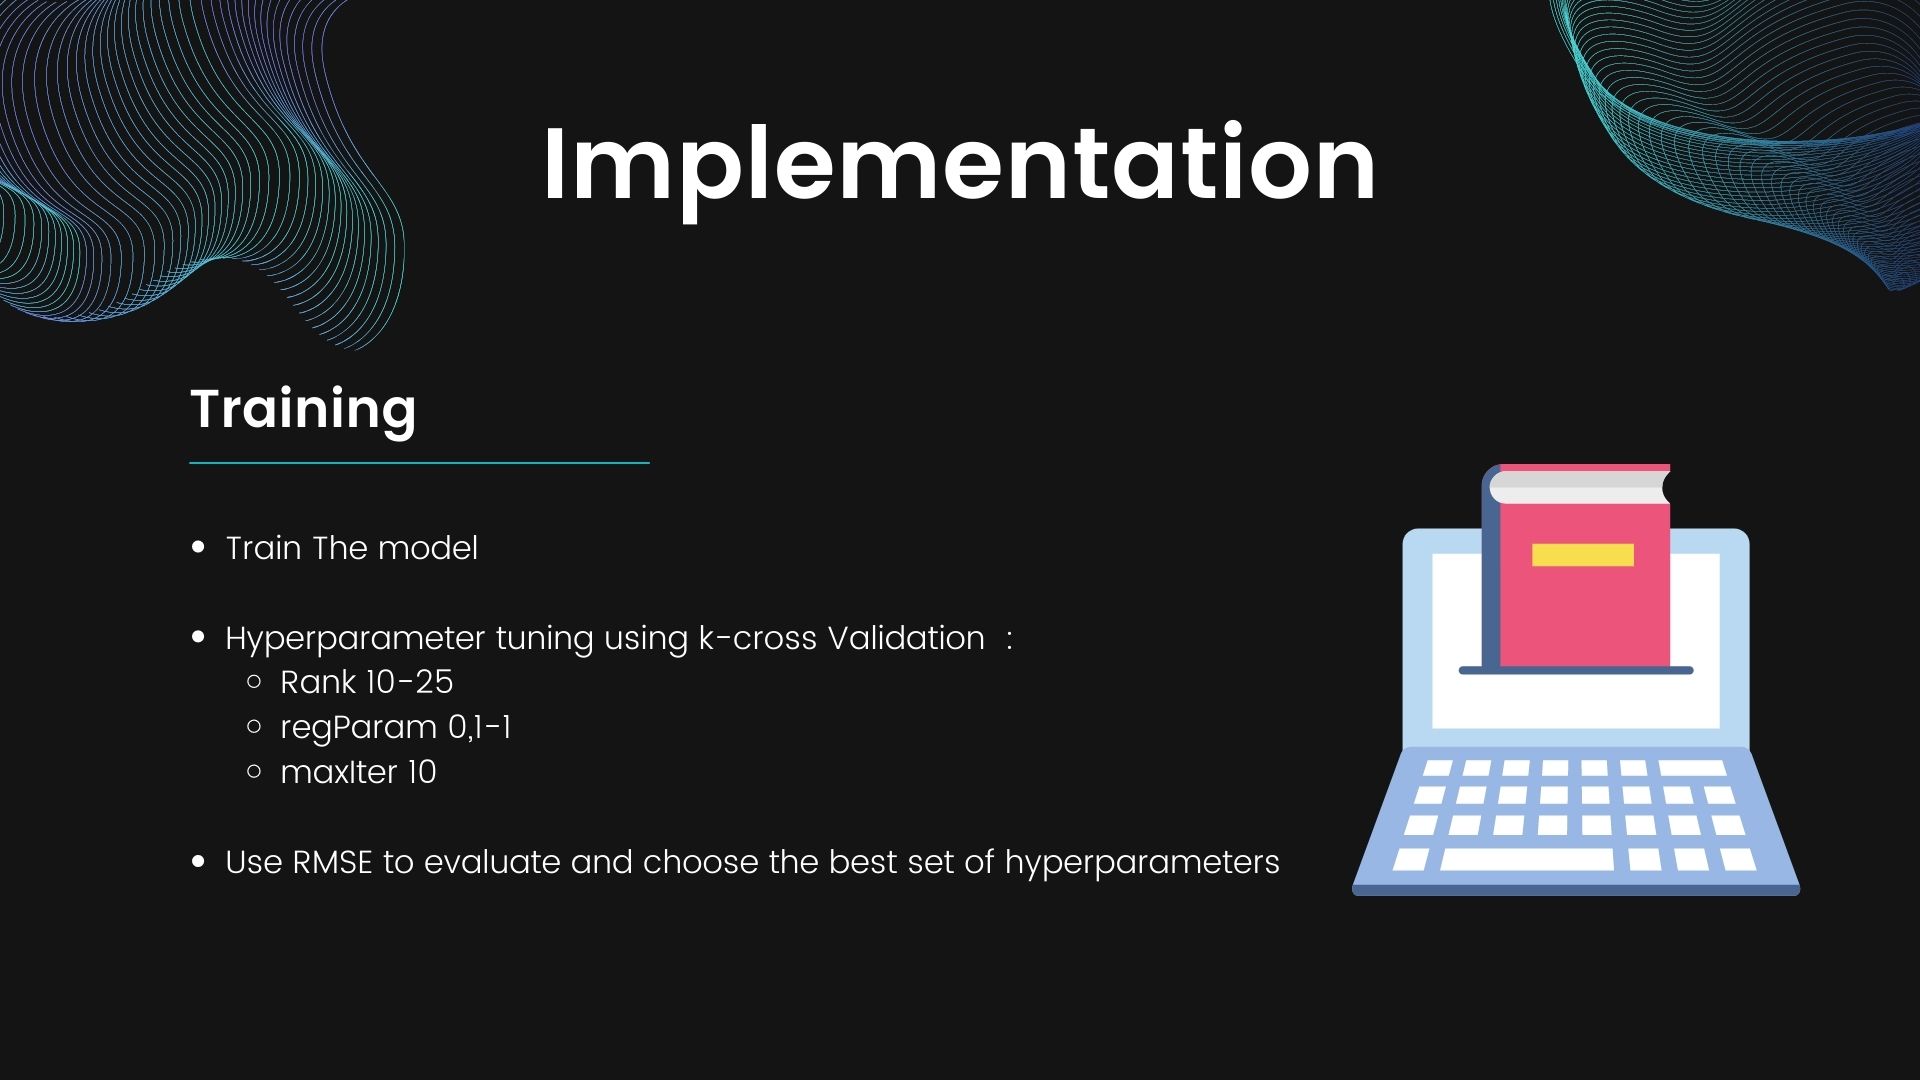 Implementation
Training
• Train The model
• Hyperparameter tuning using k-cross Validation :
○ Rank 10-25
○ regParam 0,1-1
○ maxIter 10
• Use RMSE to evaluate and choose the best set of hyperparameters